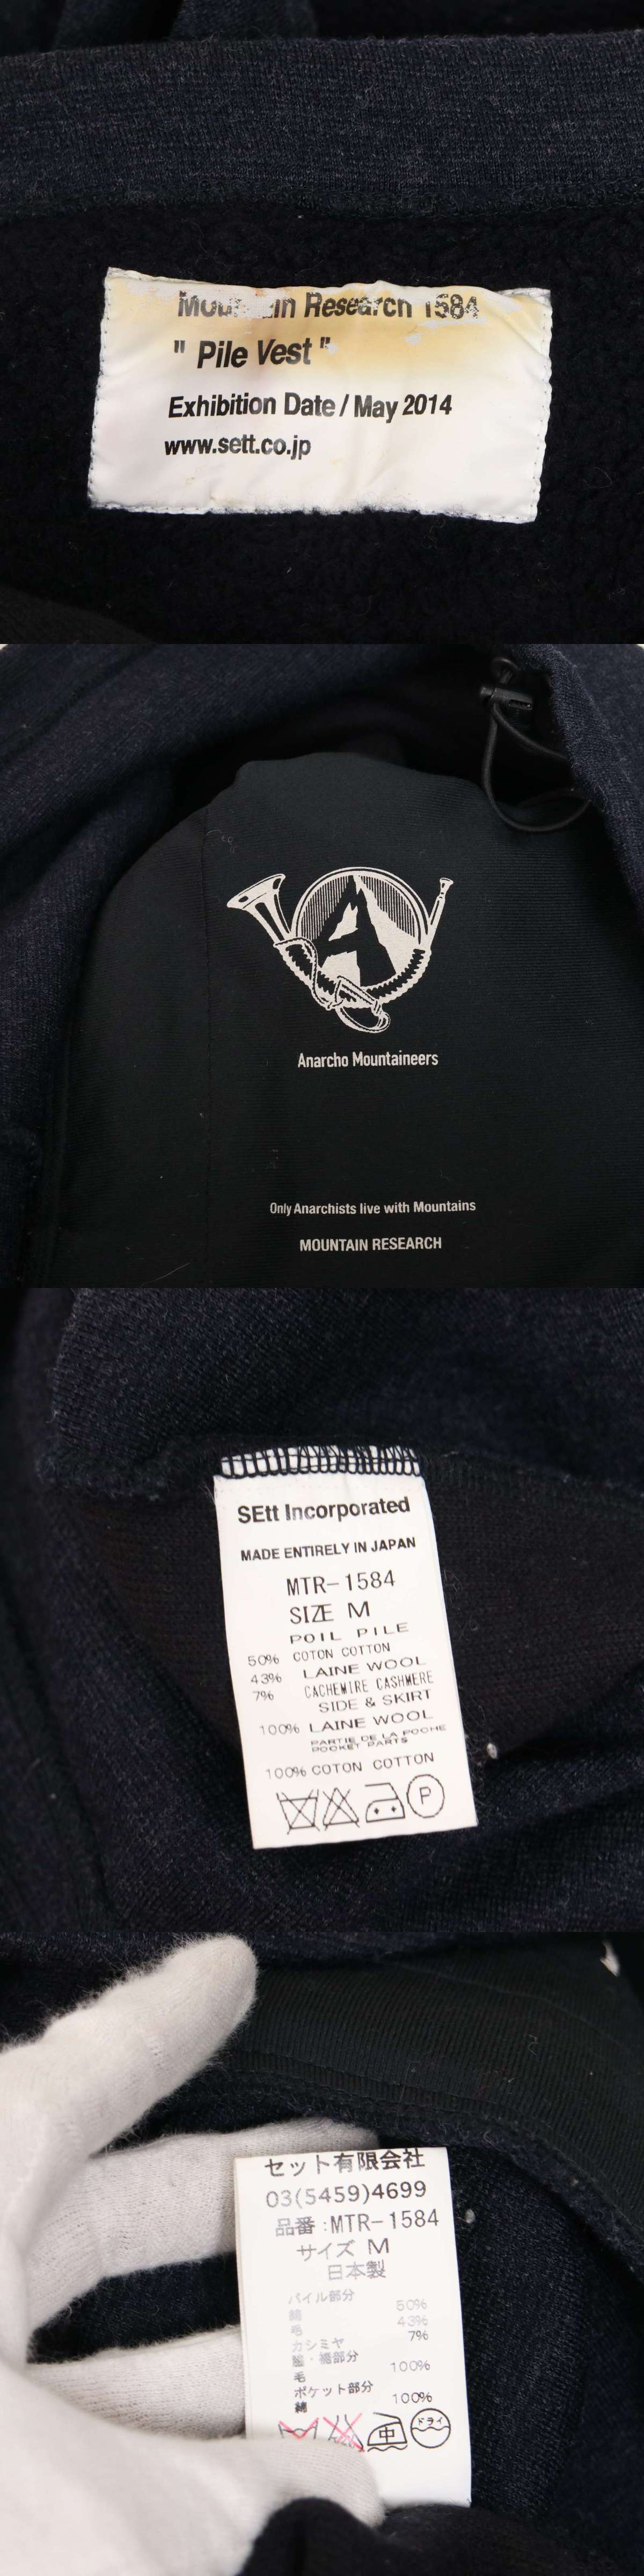 Research 1584
" Pile Vest "
Exhibition Date / May 2014
www.sett.co.jp
Anarcho Mountaineers
Only Anarchists live with Mountains
MOUNTAIN RESEARCH
SEtt Incorporated
MADE ENTIRELY IN JAPAN
MTR-1584
SIZE M
POIL PILE
50% COTON COTTON
43% LAINE WOOL
7% CACHEMIRE CASHMERE
SIDE & SKIRT
100% LAINE WOOL
PARTIE DE LA POCHE
POCKET PARTS
100% COTON COTTON
P
セット有限会社
03(5459)4699
品番:MTR-1584
サイズ M
日本製
パイル部分
綿 50%
毛 43%
カシミヤ 7%
脇・裾部分
毛 100%
ポケット部分
綿 100%
中 ドライ